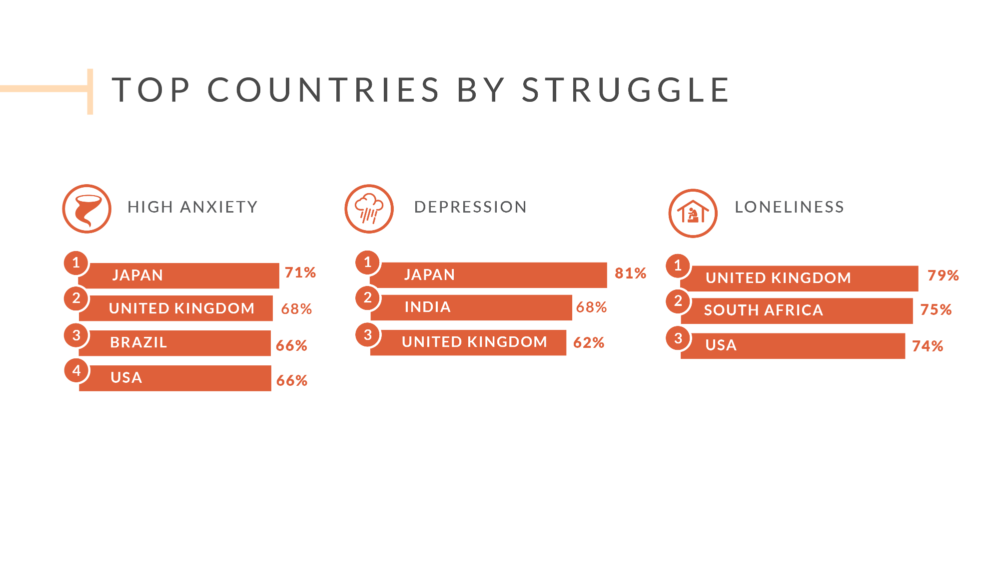 TOP COUNTRIES BY STRUGGLE
HIGH ANXIETY
1 JAPAN 71%
2 UNITED KINGDOM 68%
3 BRAZIL 66%
4 USA 66%
DEPRESSION
1 JAPAN 81%
2 INDIA 68%
3 UNITED KINGDOM 62%
LONELINESS
1 UNITED KINGDOM 79%
2 SOUTH AFRICA 75%
3 USA 74%